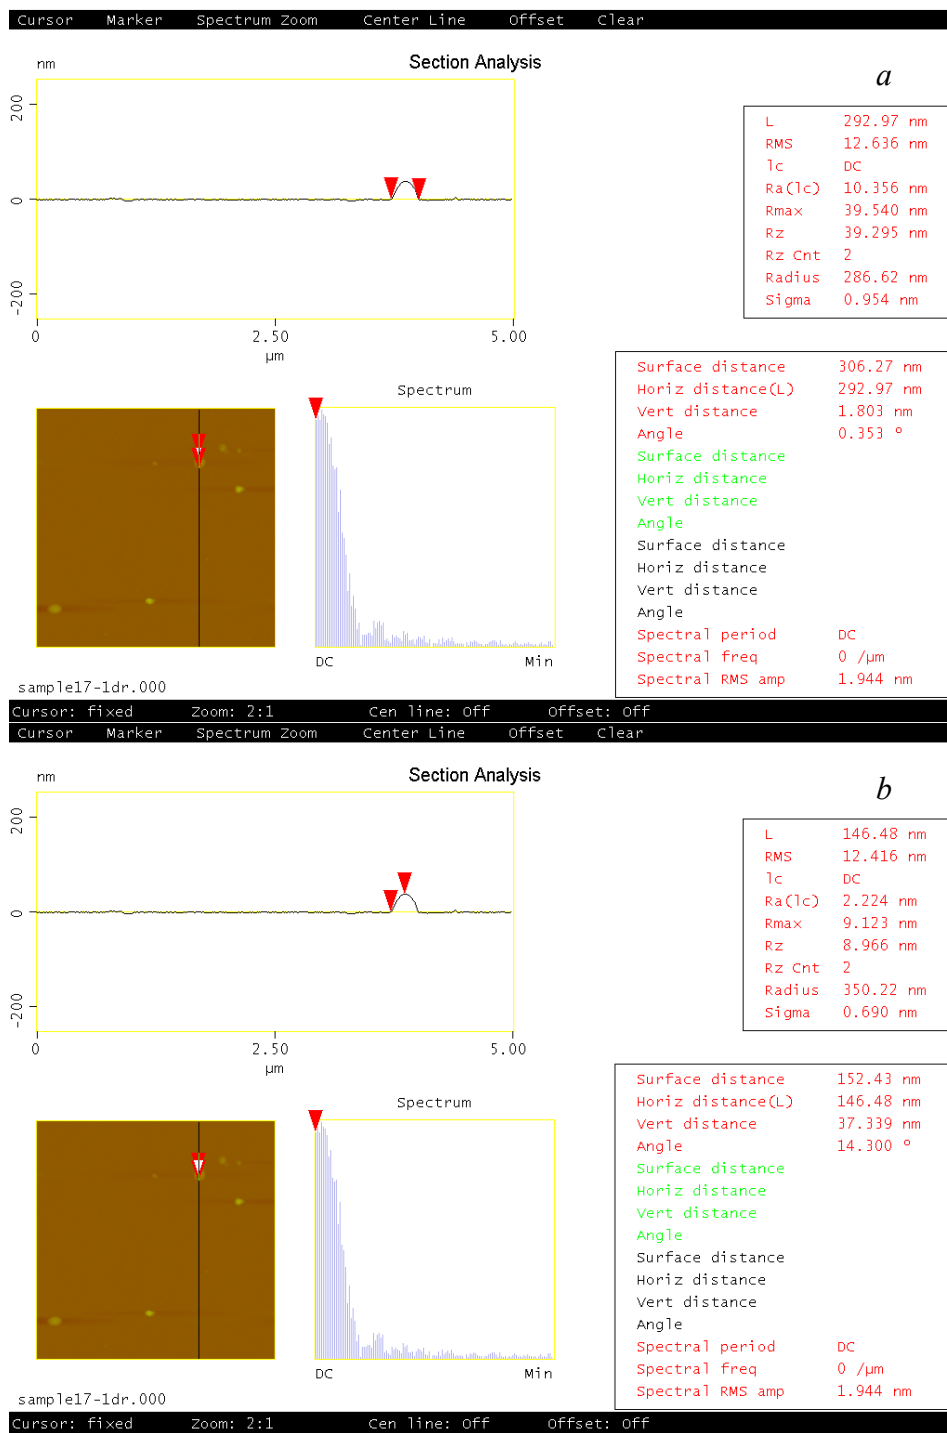 Cursor Marker Spectrum Zoom Center Line Offset Clear
nm
Section Analysis
a
200
0
-200
0 2.50 5.00
µm
L 292.97 nm
RMS 12.636 nm
lc DC
Ra(lc) 10.356 nm
Rmax 39.540 nm
Rz 39.295 nm
Rz Cnt 2
Radius 286.62 nm
Sigma 0.954 nm
Surface distance 306.27 nm
Horiz distance(L) 292.97 nm
Vert distance 1.803 nm
Angle 0.353 º
Surface distance
Horiz distance
Vert distance
Angle
Surface distance
Horiz distance
Vert distance
Angle
Spectral period DC
Spectral freq 0 /µm
Spectral RMS amp 1.944 nm
Spectrum
DC Min
sample17-1dr.000
Cursor: fixed Zoom: 2:1 Cen line: Off Offset: Off
Cursor Marker Spectrum Zoom Center Line Offset Clear
nm
Section Analysis
b
200
0
-200
0 2.50 5.00
µm
L 146.48 nm
RMS 12.416 nm
lc DC
Ra(lc) 2.224 nm
Rmax 9.123 nm
Rz 8.966 nm
Rz Cnt 2
Radius 350.22 nm
Sigma 0.690 nm
Surface distance 152.43 nm
Horiz distance(L) 146.48 nm
Vert distance 37.339 nm
Angle 14.300 º
Surface distance
Horiz distance
Vert distance
Angle
Surface distance
Horiz distance
Vert distance
Angle
Spectral period DC
Spectral freq 0 /µm
Spectral RMS amp 1.944 nm
Spectrum
DC Min
sample17-1dr.000
Cursor: fixed Zoom: 2:1 Cen line: Off Offset: Off